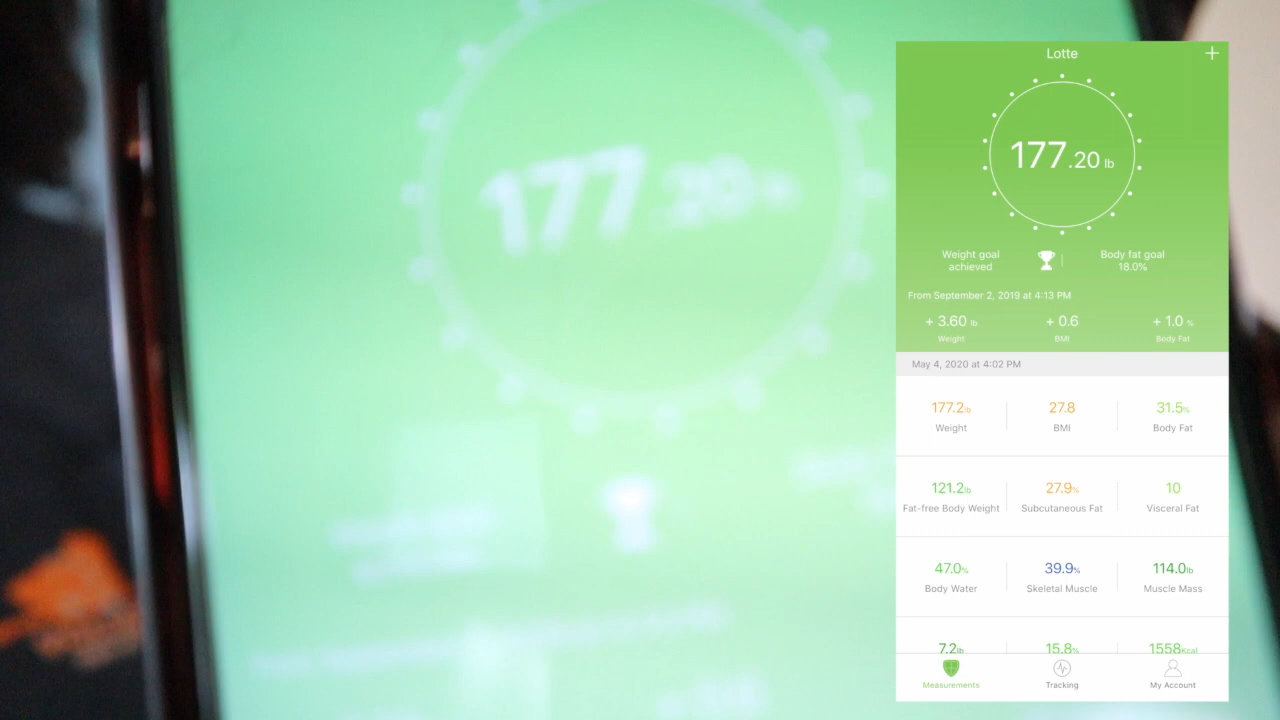 177.20 lb
Lotte
+
177.20 lb
Weight goal
achieved
Body fat goal
18.0%
From September 2, 2019 at 4:13 PM
+ 3.60 lb
+ 0.6
+ 1.0 %
Weight
BMI
Body Fat
May 4, 2020 at 4:02 PM
177.2lb
27.8
31.5%
Weight
BMI
Body Fat
121.2lb
27.9%
10
Fat-free Body Weight
Subcutaneous Fat
Visceral Fat
47.0%
39.9%
114.0lb
Body Water
Skeletal Muscle
Muscle Mass
7.2lb
15.8%
1558Kcal
Measurements
Tracking
My Account